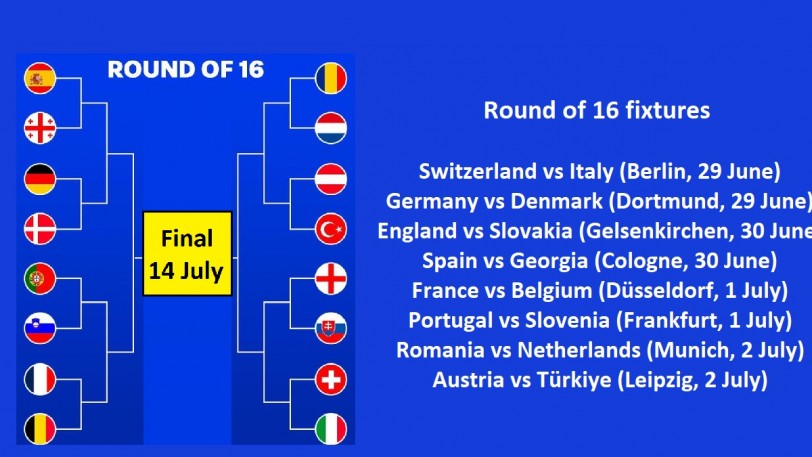 ROUND OF 16
Final
14 July
Round of 16 fixtures
Switzerland vs Italy (Berlin, 29 June)
Germany vs Denmark (Dortmund, 29 June)
England vs Slovakia (Gelsenkirchen, 30 June
Spain vs Georgia (Cologne, 30 June)
France vs Belgium (Düsseldorf, 1 July)
Portugal vs Slovenia (Frankfurt, 1 July)
Romania vs Netherlands (Munich, 2 July)
Austria vs Türkiye (Leipzig, 2 July)